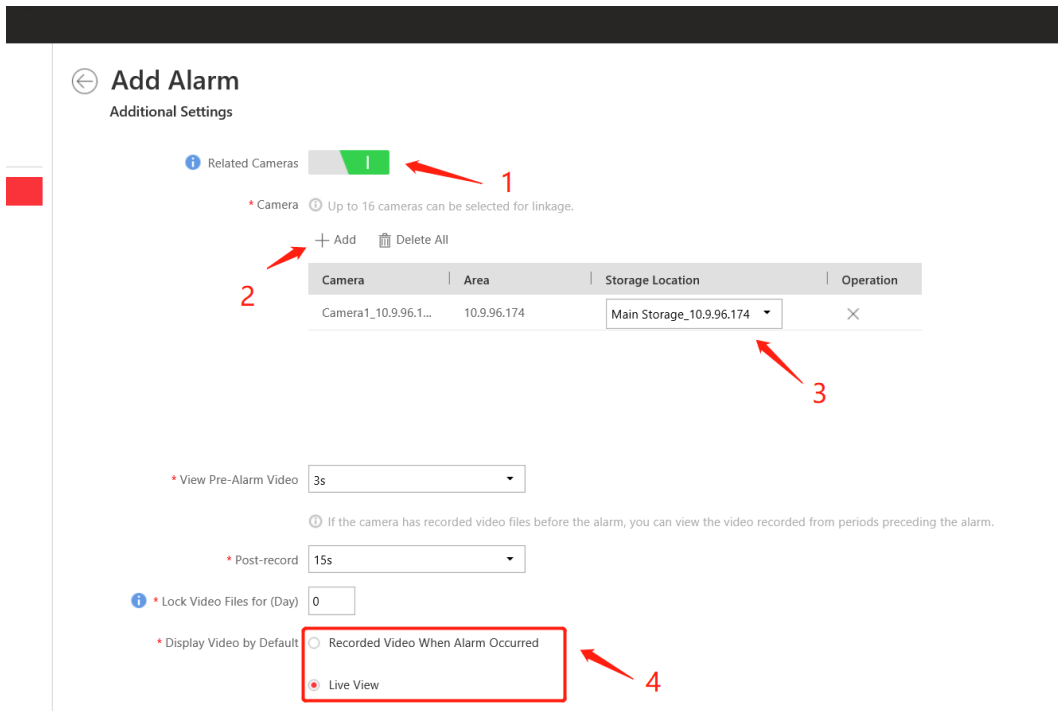 Add Alarm
Additional Settings
Related Cameras
1
* Camera Up to 16 cameras can be selected for linkage.
Add Delete All
2
Camera Area Storage Location Operation
Camera1_10.9.96.1... 10.9.96.174 Main Storage_10.9.96.174
3
* View Pre-Alarm Video 3s
If the camera has recorded video files before the alarm, you can view the video recorded from periods preceding the alarm.
* Post-record 15s
* Lock Video Files for (Day) 0
* Display Video by Default Recorded Video When Alarm Occurred
Live View
4